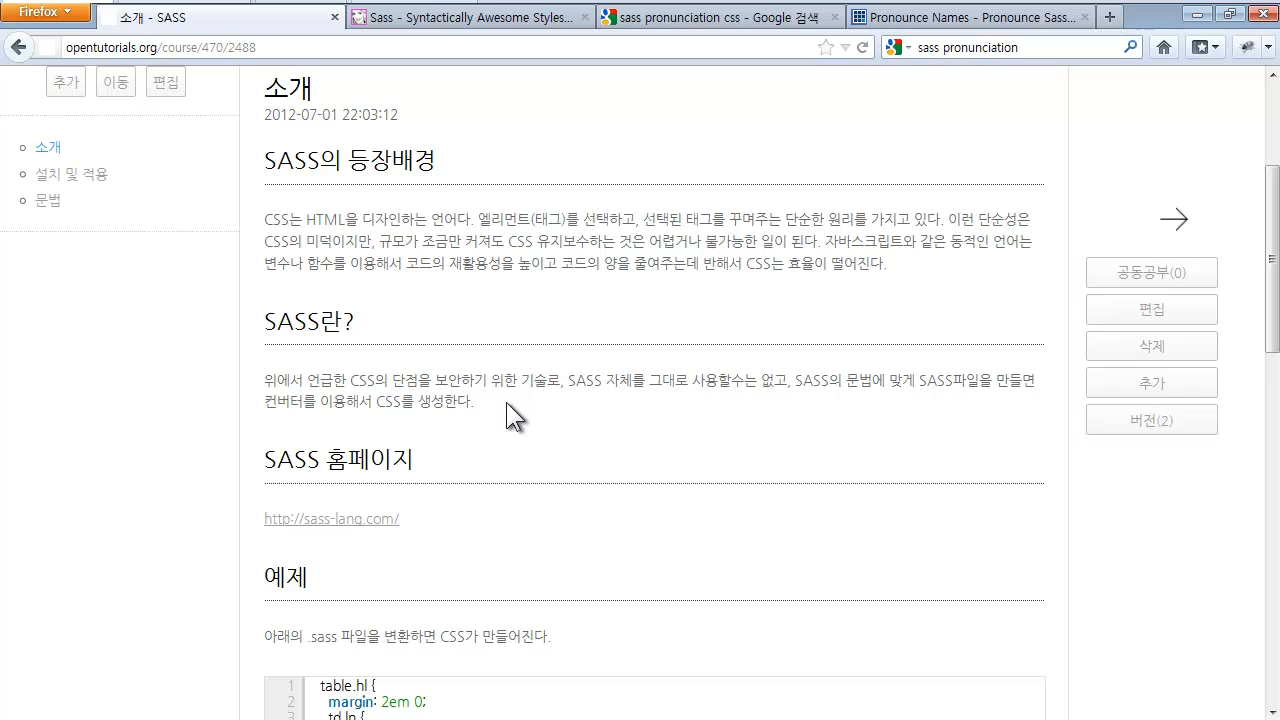 Firefox
소개 - SASS
Sass - Syntactically Awesome Styles...
sass pronunciation css - Google 검색
Pronounce Names - Pronounce Sass...
opentutorials.org/course/470/2488
sass pronunciation
추가
이동
편집
소개
설치 및 적용
문법
소개
2012-07-01 22:03:12
SASS의 등장배경
CSS는 HTML을 디자인하는 언어다. 엘리먼트(태그)를 선택하고, 선택된 태그를 꾸며주는 단순한 원리를 가지고 있다. 이런 단순성은
CSS의 미덕이지만, 규모가 조금만 커져도 CSS 유지보수하는 것은 어렵거나 불가능한 일이 된다. 자바스크립트와 같은 동적인 언어는
변수나 함수를 이용해서 코드의 재활용성을 높이고 코드의 양을 줄여주는데 반해서 CSS는 효율이 떨어진다.
SASS란?
위에서 언급한 CSS의 단점을 보안하기 위한 기술로, SASS 자체를 그대로 사용할수는 없고, SASS의 문법에 맞게 SASS파일을 만들면
컨버터를 이용해서 CSS를 생성한다.
SASS 홈페이지
http://sass-lang.com/
예제
아래의 .sass 파일을 변환하면 CSS가 만들어진다.
1 table.hl {
2 margin: 2em 0;
3 td.ln {
공동공부(0)
편집
삭제
추가
버전(2)